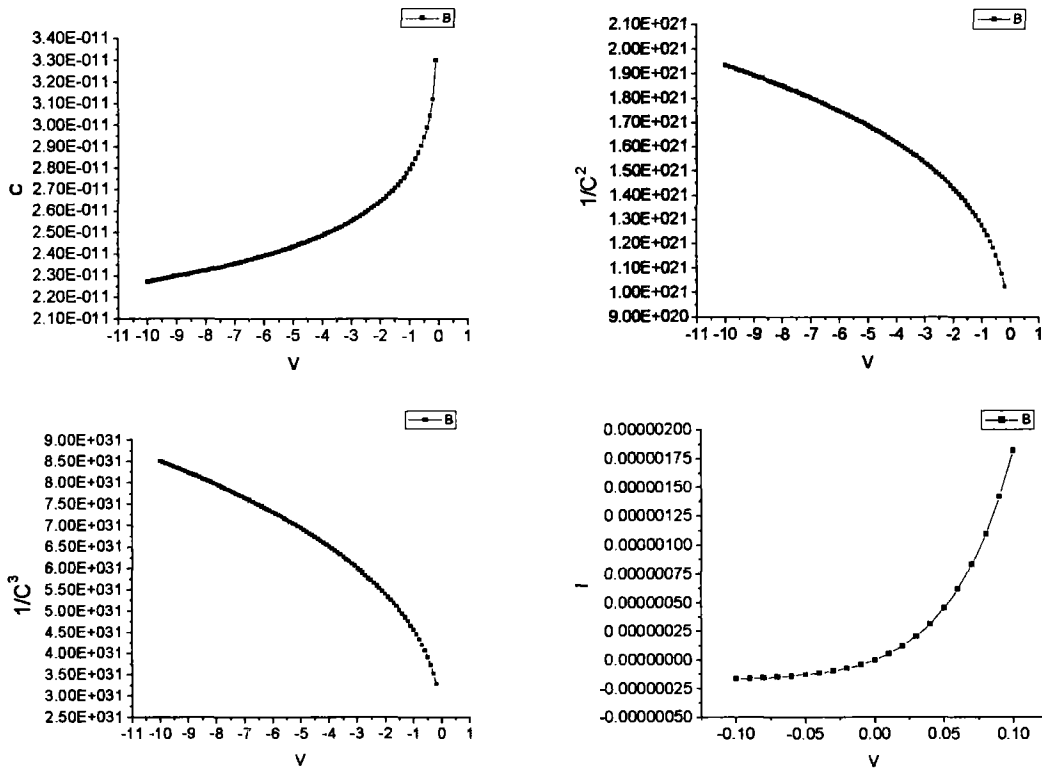 B
3.40E-011
3.30E-011
3.20E-011
3.10E-011
3.00E-011
2.90E-011
2.80E-011
2.70E-011
2.60E-011
2.50E-011
2.40E-011
2.30E-011
2.20E-011
2.10E-011
C
-11 -10 -9 -8 -7 -6 -5 -4 -3 -2 -1 0 1
V
B
2.10E+021
2.00E+021
1.90E+021
1.80E+021
1.70E+021
1.60E+021
1.50E+021
1.40E+021
1.30E+021
1.20E+021
1.10E+021
1.00E+021
9.00E+020
1/C²
-11 -10 -9 -8 -7 -6 -5 -4 -3 -2 -1 0 1
V
B
9.00E+031
8.50E+031
8.00E+031
7.50E+031
7.00E+031
6.50E+031
6.00E+031
5.50E+031
5.00E+031
4.50E+031
4.00E+031
3.50E+031
3.00E+031
2.50E+031
1/C³
-11 -10 -9 -8 -7 -6 -5 -4 -3 -2 -1 0 1
V
B
0.00000200
0.00000175
0.00000150
0.00000125
0.00000100
0.00000075
0.00000050
0.00000025
0.00000000
-0.00000025
-0.00000050
I
-0.10 -0.05 0.00 0.05 0.10
V